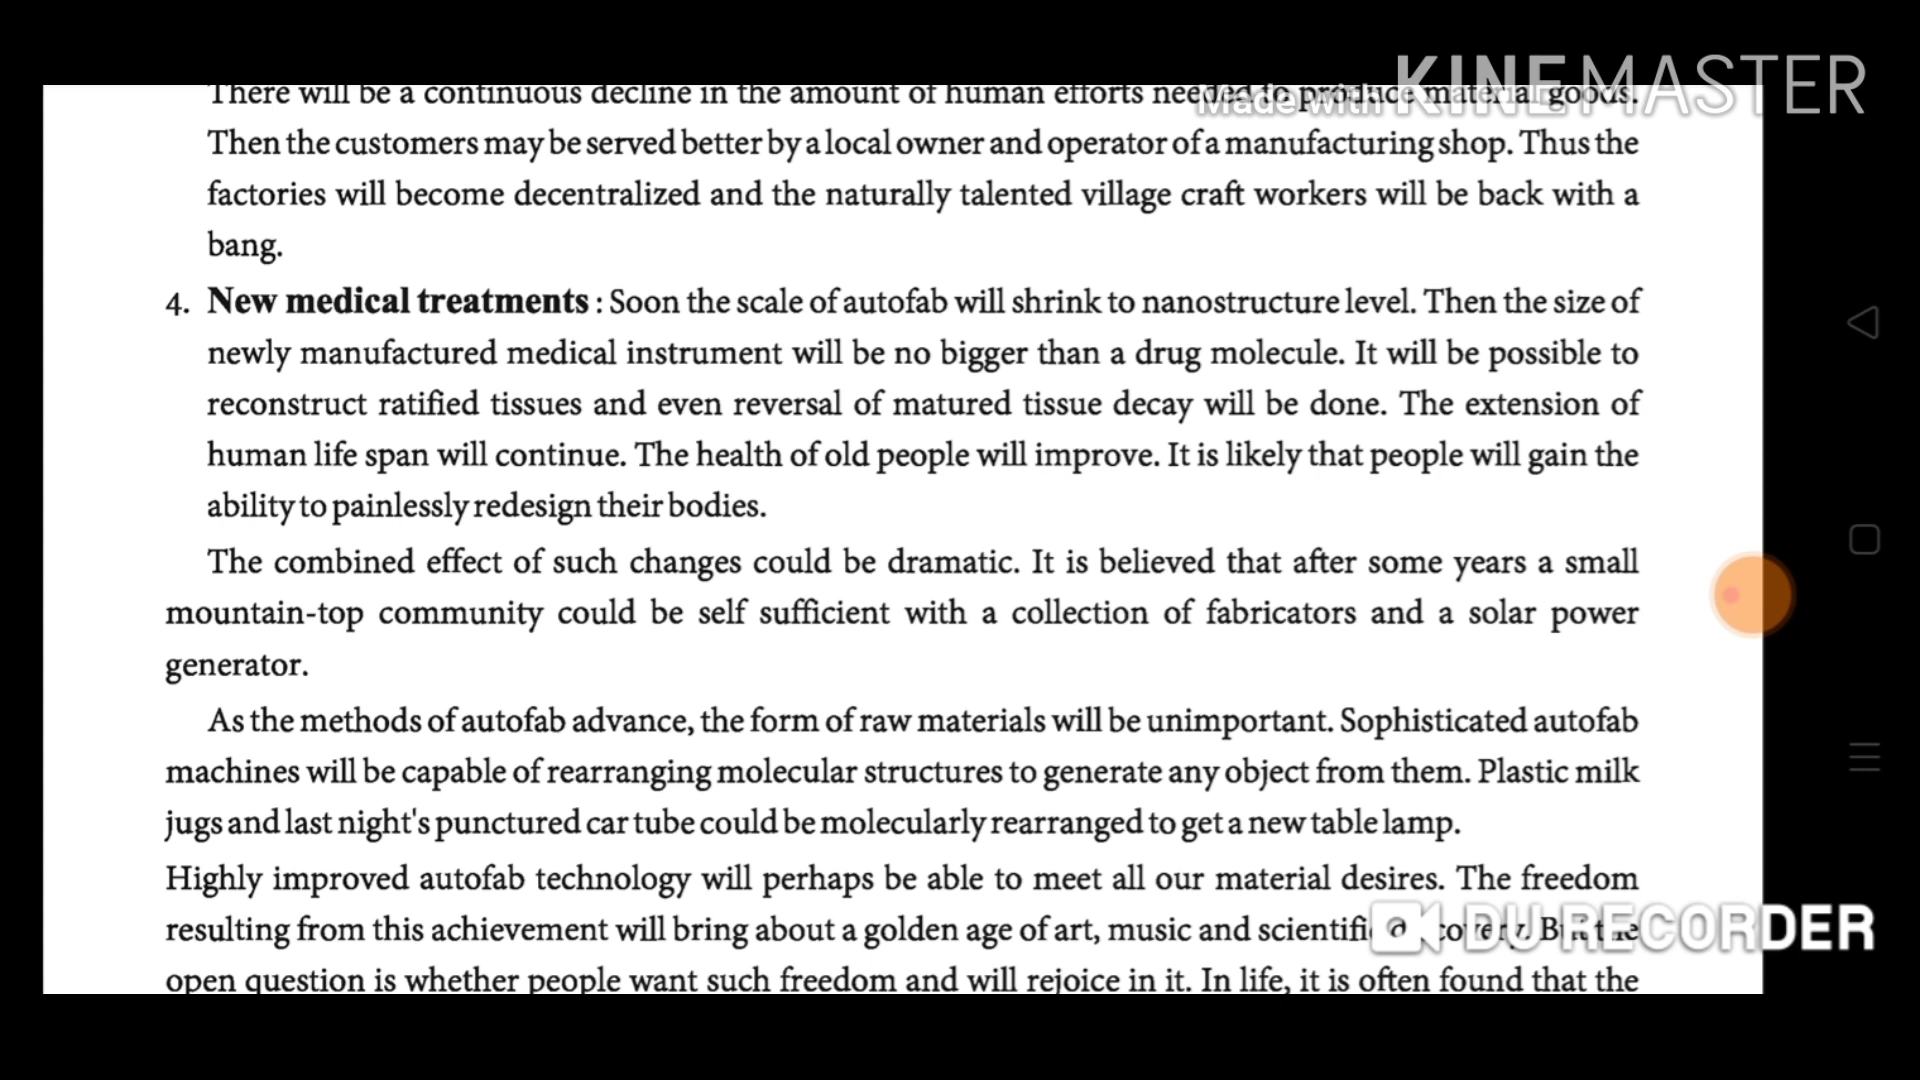 There will be a continuous decline in the amount of human efforts needed to produce material goods.
Made with KINEMASTER
Then the customers may be served better by a local owner and operator of a manufacturing shop. Thus the
factories will become decentralized and the naturally talented village craft workers will be back with a
bang.
4. New medical treatments : Soon the scale of autofab will shrink to nanostructure level. Then the size of
newly manufactured medical instrument will be no bigger than a drug molecule. It will be possible to
reconstruct ratified tissues and even reversal of matured tissue decay will be done. The extension of
human life span will continue. The health of old people will improve. It is likely that people will gain the
ability to painlessly redesign their bodies.
The combined effect of such changes could be dramatic. It is believed that after some years a small
mountain-top community could be self sufficient with a collection of fabricators and a solar power
generator.
As the methods of autofab advance, the form of raw materials will be unimportant. Sophisticated autofab
machines will be capable of rearranging molecular structures to generate any object from them. Plastic milk
jugs and last night's punctured car tube could be molecularly rearranged to get a new table lamp.
Highly improved autofab technology will perhaps be able to meet all our material desires. The freedom
resulting from this achievement will bring about a golden age of art, music and scientific discovery. But the
DU RECORDER
open question is whether people want such freedom and will rejoice in it. In life, it is often found that the